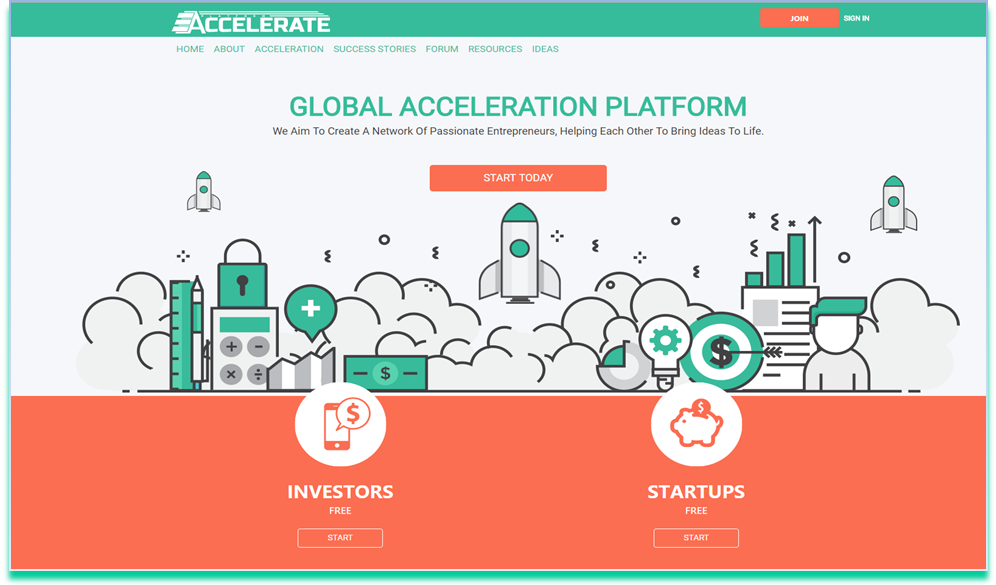 ACCELERATE
JOIN
SIGN IN
HOME ABOUT ACCELERATION SUCCESS STORIES FORUM RESOURCES IDEAS
GLOBAL ACCELERATION PLATFORM
We Aim To Create A Network Of Passionate Entrepreneurs, Helping Each Other To Bring Ideas To Life.
START TODAY
INVESTORS
FREE
START
STARTUPS
FREE
START